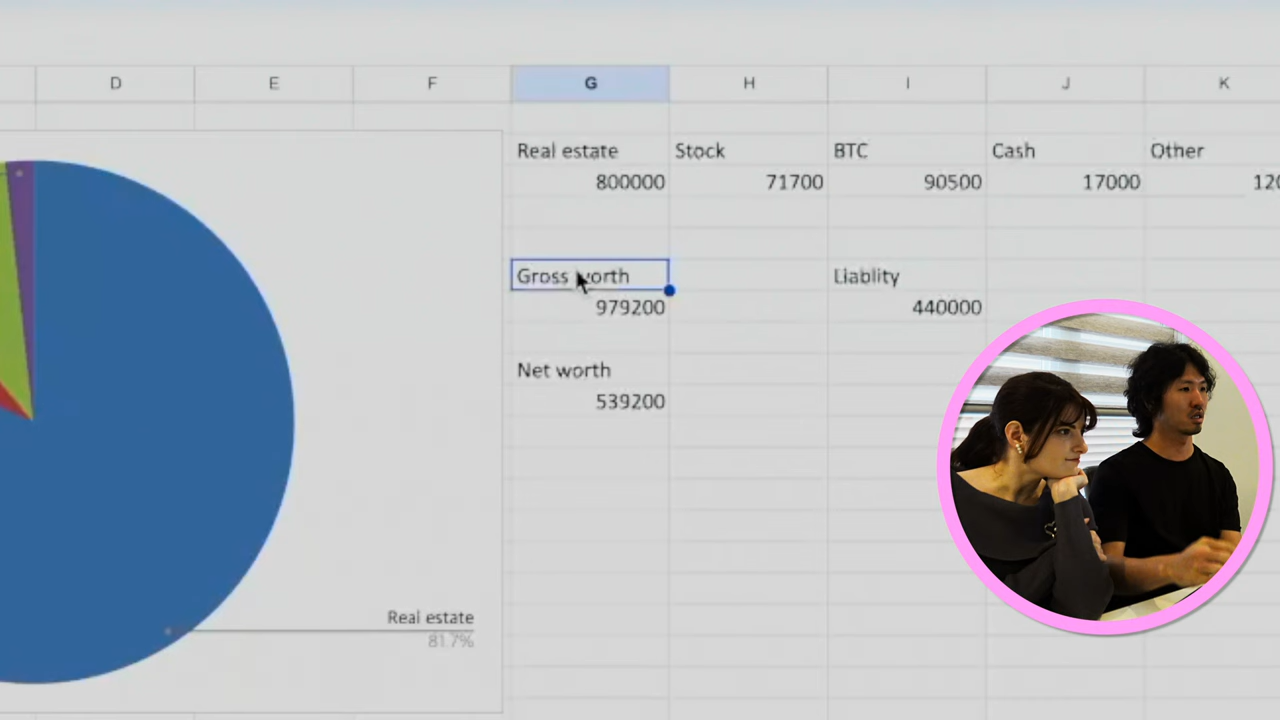 D E F G H I J K
Real estate Stock BTC Cash Other
800000 71700 90500 17000
Gross worth Liablity
979200 440000
Net worth
539200
Real estate
81.7%